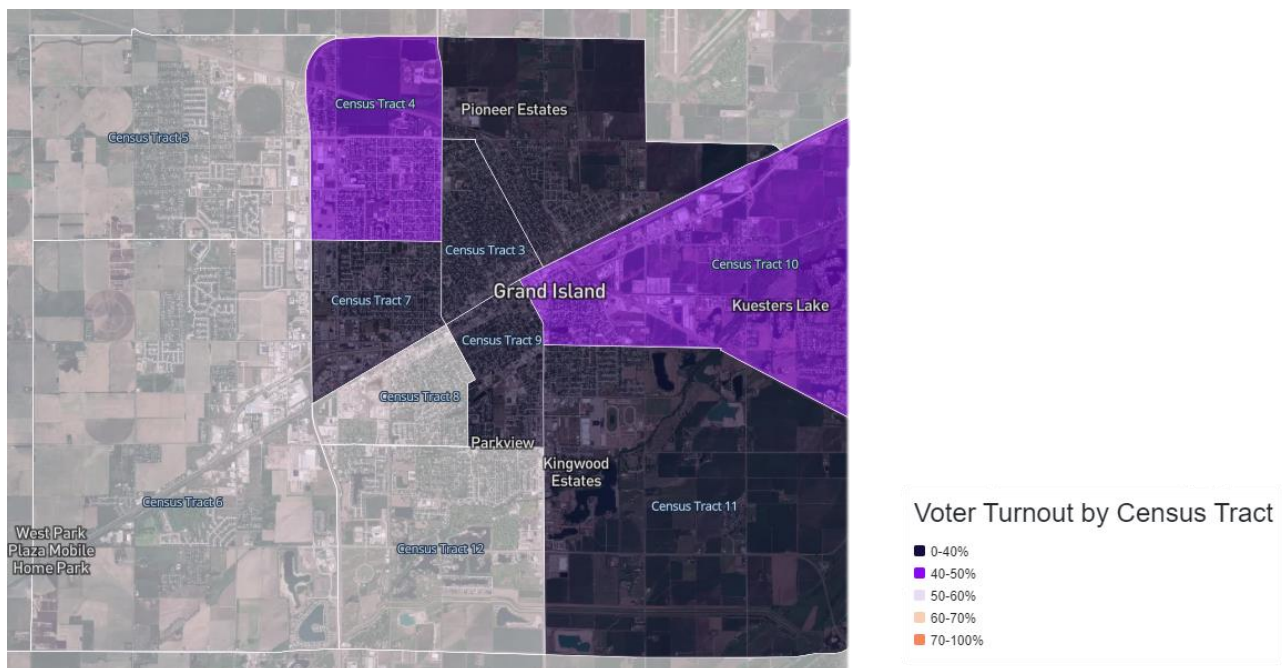 Census Tract 4
Pioneer Estates
Census Tract 5
Census Tract 3
Census Tract 10
Grand Island
Census Tract 7
Kuesters Lake
Census Tract 9
Census Tract 8
Parkview
Kingwood
Estates
Census Tract 6
Census Tract 11
West Park
Plaza Mobile
Home Park
Census Tract 12
Voter Turnout by Census Tract
0-40%
40-50%
50-60%
60-70%
70-100%